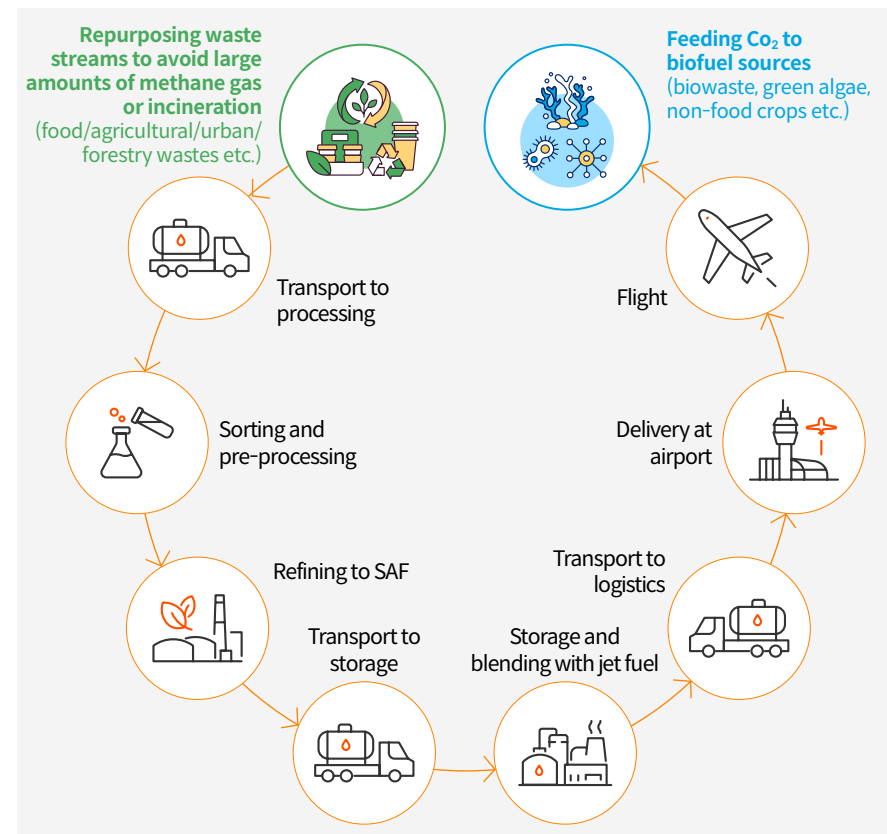 Repurposing waste
streams to avoid large
amounts of methane gas
or incineration
(food/agricultural/urban/
forestry wastes etc.)
Feeding Co₂ to
biofuel sources
(biowaste, green algae,
non-food crops etc.)
Transport to
processing
Sorting and
pre-processing
Refining to SAF
Transport to
storage
Storage and
blending with jet fuel
Transport to
logistics
Delivery at
airport
Flight